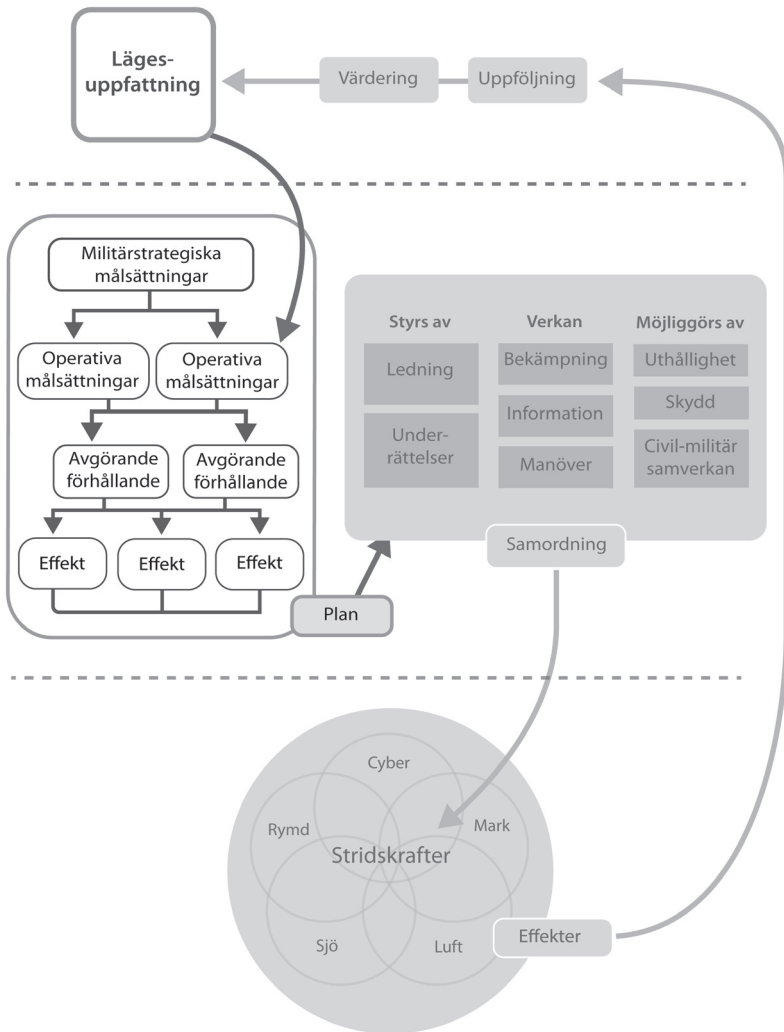 Läges-
uppfattning
Värdering
Uppföljning
Militärstrategiska
målsättningar
Operativa
målsättningar
Operativa
målsättningar
Avgörande
förhållande
Avgörande
förhållande
Effekt
Effekt
Effekt
Plan
Styrs av
Ledning
Under-
rättelser
Verkan
Bekämpning
Information
Manöver
Möjliggörs av
Uthållighet
Skydd
Civil-militär
samverkan
Samordning
Cyber
Rymd
Mark
Stridskrafter
Sjö
Luft
Effekter